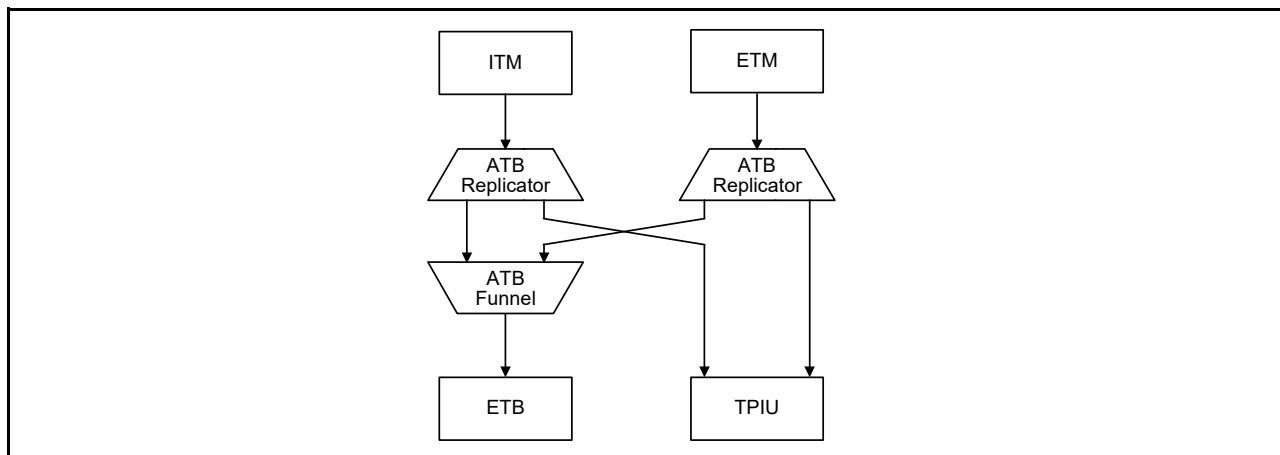 ITM
ETM
ATB
Replicator
ATB
Replicator
ATB
Funnel
ETB
TPIU